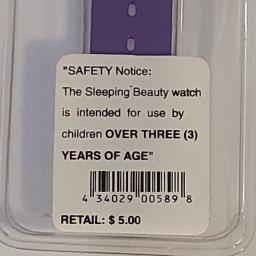 "SAFETY Notice:
The Sleeping Beauty watch
is intended for use by
children OVER THREE (3)
YEARS OF AGE"
4 34029 00589 8
RETAIL: $ 5.00